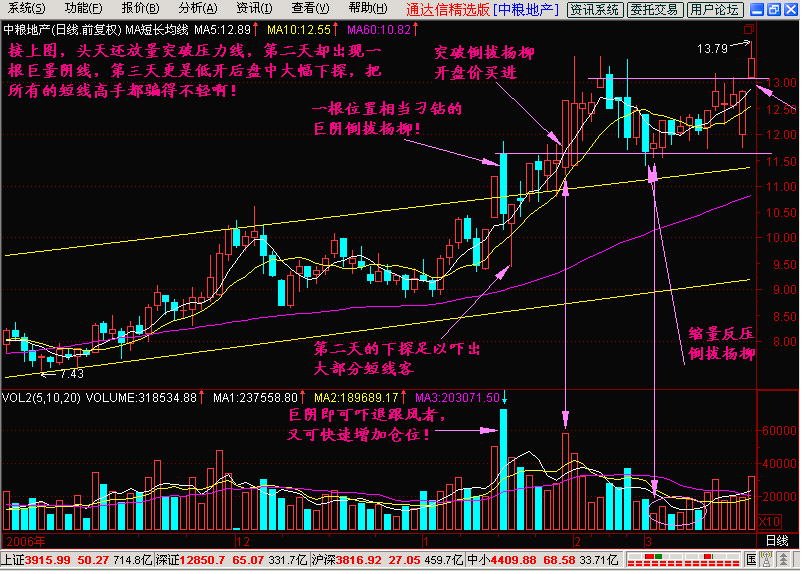 系统(S) 功能(F) 报价(B) 分析(A) 资讯(I) 查看(V) 帮助(H) 通达信精选版 [中粮地产] 资讯系统 委托交易 用户论坛
中粮地产(日线.前复权) MA短长均线 MA5:12.89↑ MA10:12.55↑ MA60:10.82↑
接上图，头天还放量突破压力线，第二天却出现一
根巨量阴线，第三天更是低开后盘中大幅下探，把
所有的短线高手都骗得不轻啊！
突破倒拔杨柳
开盘价买进
13.79
一根位置相当刁钻的
巨阴倒拔杨柳！
13.00
12.50
12.00
11.50
11.00
10.50
10.00
9.50
9.00
8.50
8.00
第二天的下探足以吓出
大部分短线客
缩量反压
倒拔杨柳
7.43
VOL2(5,10,20) VOLUME:318534.88↑ MA1:237558.80↑ MA2:189689.17↑ MA3:203071.50↓
巨阴即可吓退跟风者，
又可快速增加仓位！
60000
40000
20000
X10
2006年 12 1 2 3 日线
上证3915.99 50.27 714.8亿 深证12850.7 65.07 331.7亿 沪深3816.92 27.05 459.7亿 中小4409.88 68.58 33.71亿 国